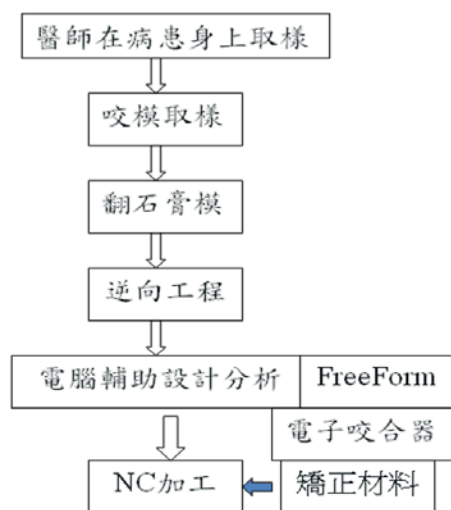 醫師在病患身上取樣
咬模取樣
翻石膏模
逆向工程
電腦輔助設計分析 FreeForm
電子咬合器
NC加工 矯正材料